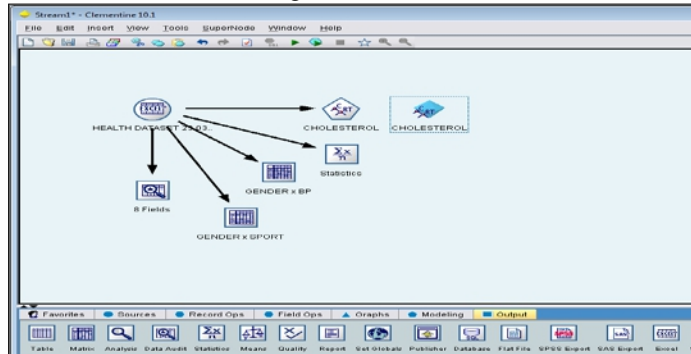 Stream1* - Clementine 10.1
File Edit Insert View Tools SuperNode Window Help
HEALTH DATASET 25.03..
CHOLESTEROL
CHOLESTEROL
Statistics
GENDER x BP
8 Fields
GENDER x SPORT
Favorites Sources Record Ops Field Ops Graphs Modeling Output
Table Matrix Analysis Data Audit Statistics Means Quality Report Set Globals Publisher Database Flat File SPSS Export SAS Export Excel